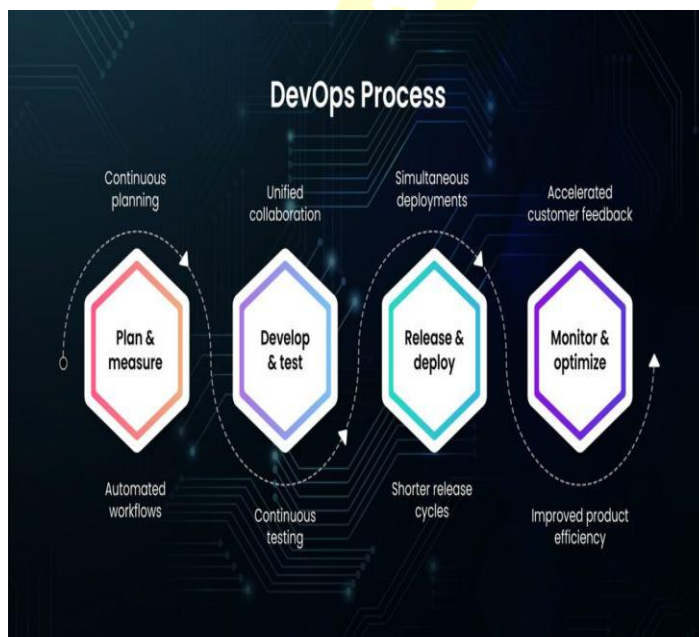 DevOps Process
Continuous
planning
Unified
collaboration
Simultaneous
deployments
Accelerated
customer feedback
Plan &
measure
Develop
& test
Release &
deploy
Monitor &
optimize
Automated
workflows
Continuous
testing
Shorter release
cycles
Improved product
efficiency